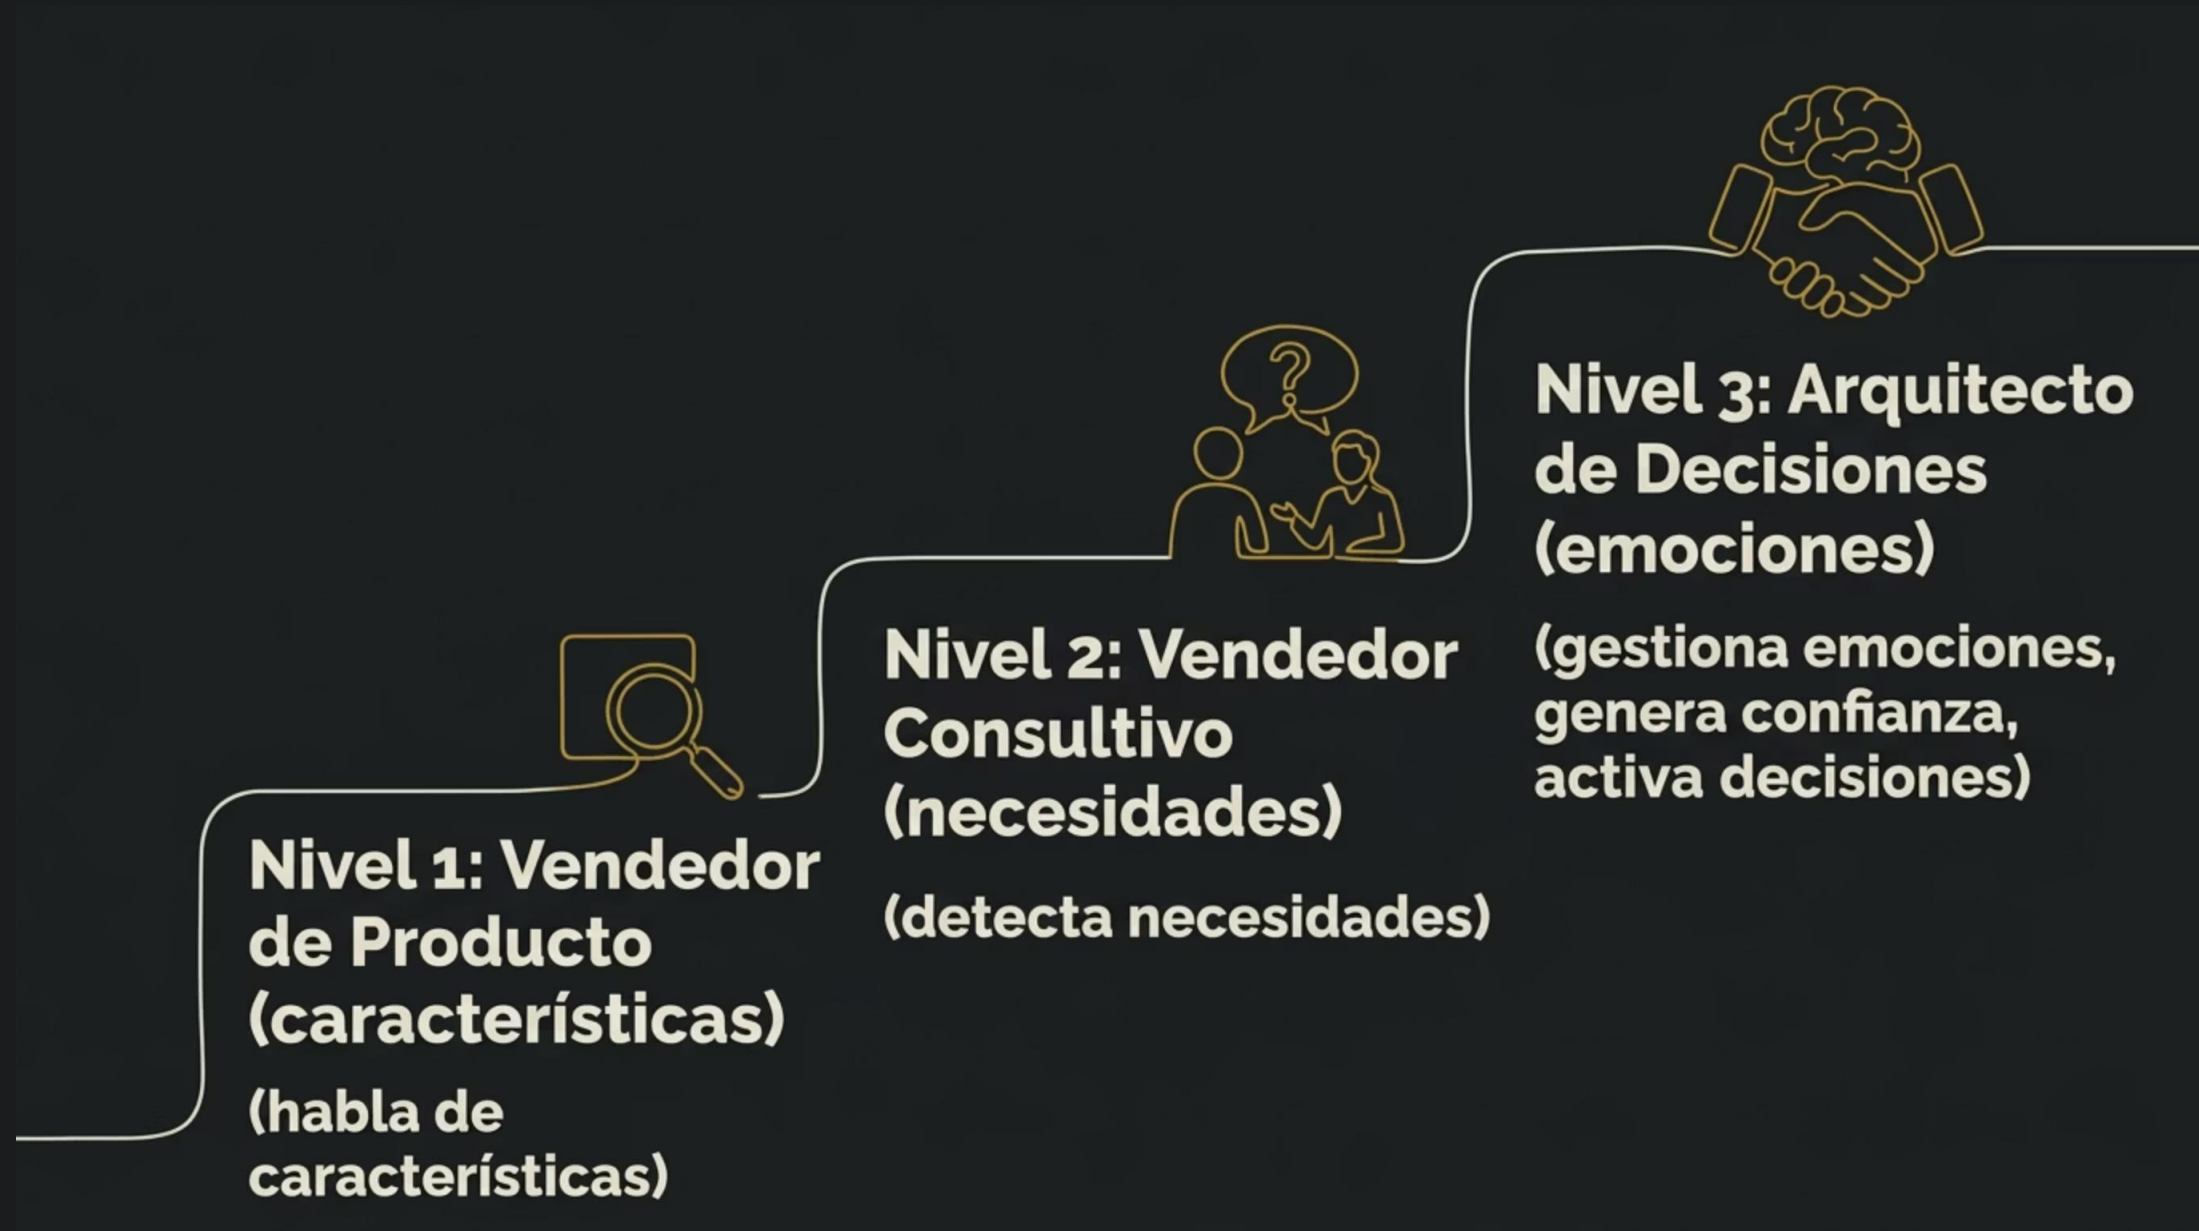 Nivel 1: Vendedor
de Producto
(características)
(habla de
características)
Nivel 2: Vendedor
Consultivo
(necesidades)
(detecta necesidades)
?
Nivel 3: Arquitecto
de Decisiones
(emociones)
(gestiona emociones,
genera confianza,
activa decisiones)